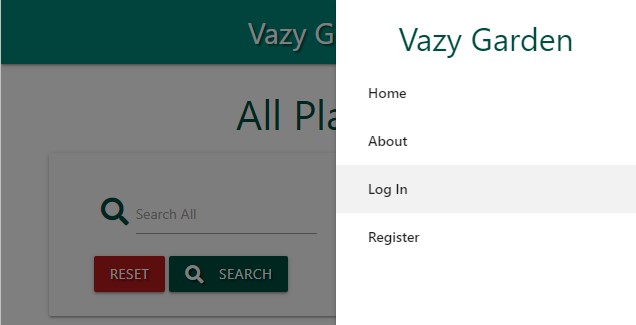 Vazy G
All Pla
Search All
RESET
SEARCH
Vazy Garden
Home
About
Log In
Register